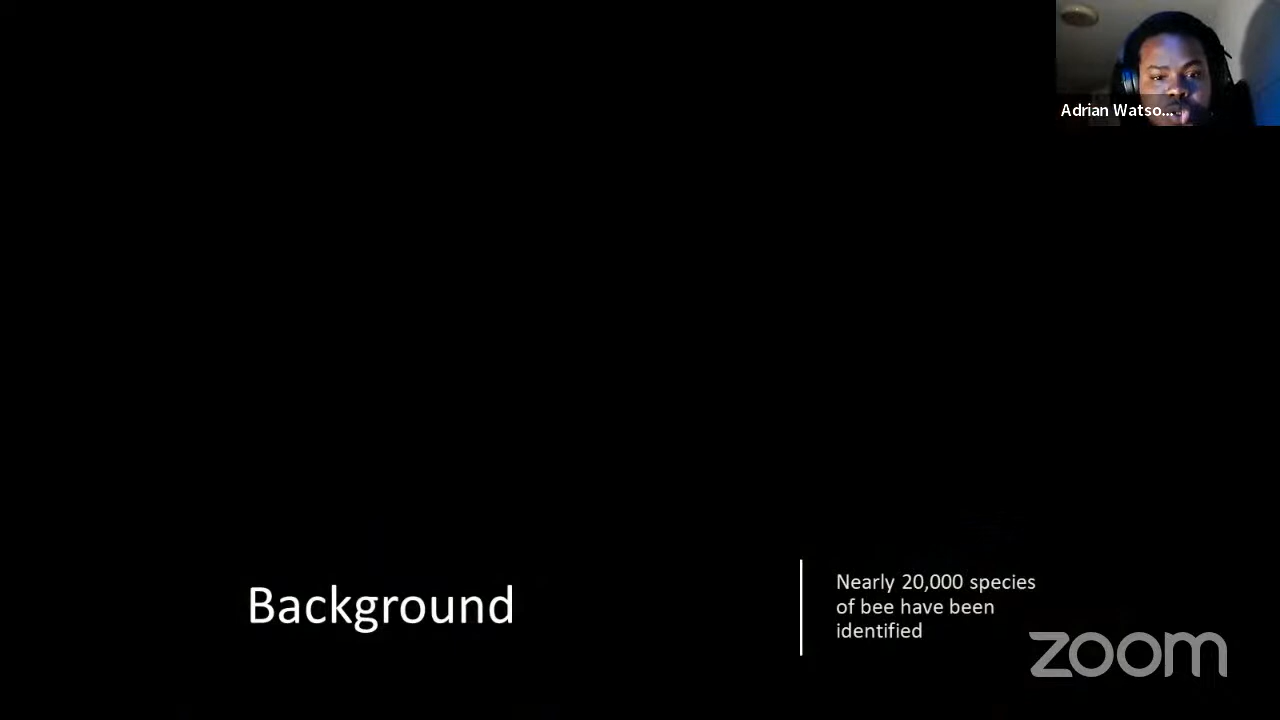 Adrian Watso...
Background
Nearly 20,000 species
of bee have been
identified
zoom